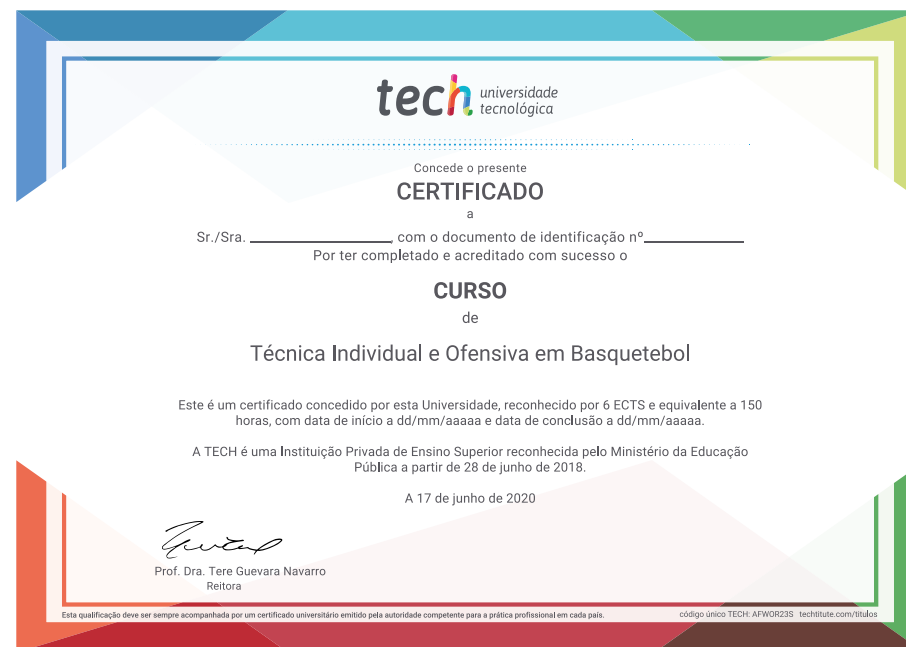 tech universidade
tecnológica
Concede o presente
CERTIFICADO
a
Sr./Sra. ________________, com o documento de identificação nº____________
Por ter completado e acreditado com sucesso o
CURSO
de
Técnica Individual e Ofensiva em Basquetebol
Este é um certificado concedido por esta Universidade, reconhecido por 6 ECTS e equivalente a 150
horas, com data de início a dd/mm/aaaaa e data de conclusão a dd/mm/aaaaa.
A TECH é uma Instituição Privada de Ensino Superior reconhecida pelo Ministério da Educação
Pública a partir de 28 de junho de 2018.
A 17 de junho de 2020
Prof. Dra. Tere Guevara Navarro
Reitora
Esta qualificação deve ser sempre acompanhada por um certificado universitário emitido pela autoridade competente para a prática profissional em cada país.
código único TECH: AFWOR23S techtitute.com/titulos